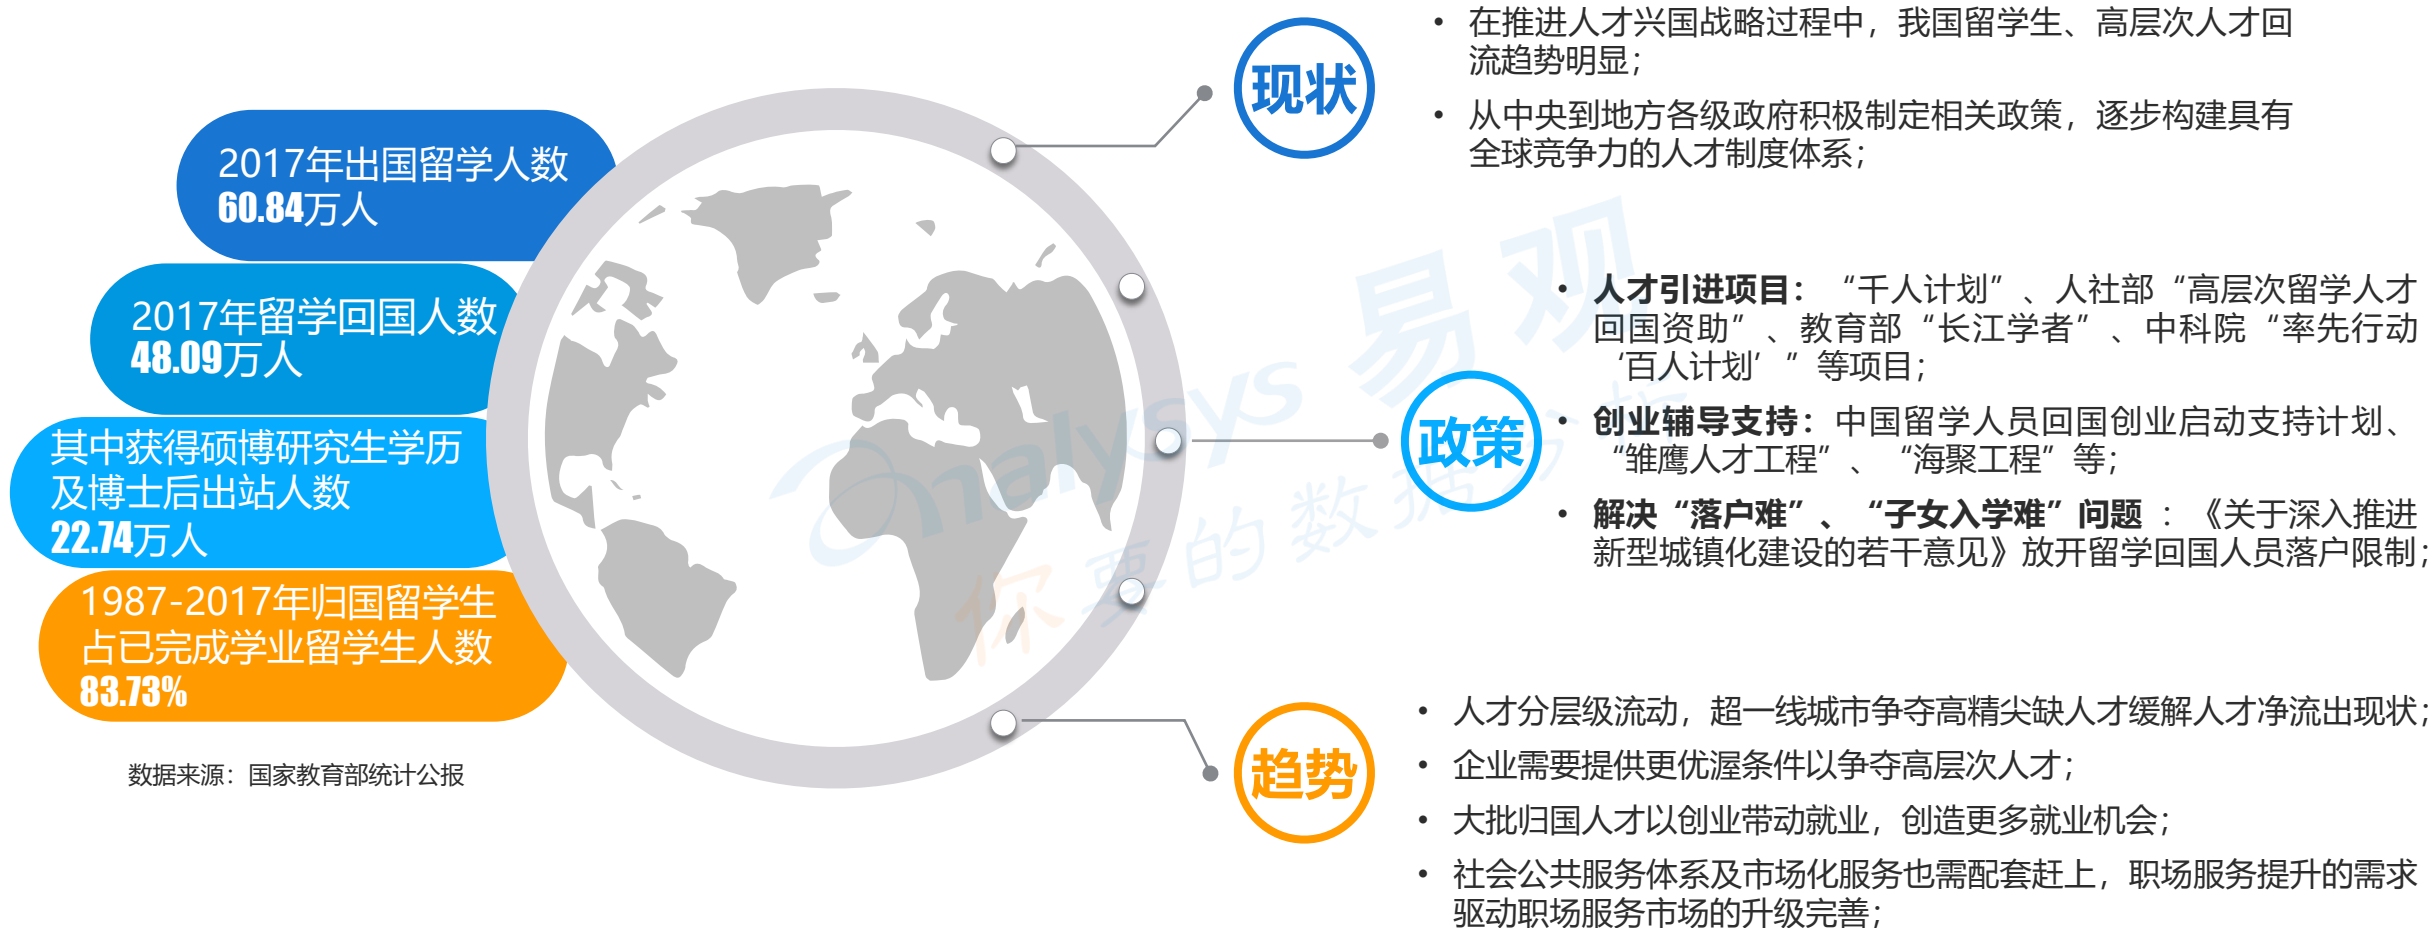 2017年出国留学人数
60.84万人
2017年留学回国人数
48.09万人
其中获得硕博研究生学历
及博士后出站人数
22.74万人
1987-2017年归国留学生
占已完成学业留学生人数
83.73%
数据来源：国家教育部统计公报
现状
• 在推进人才兴国战略过程中，我国留学生、高层次人才回
流趋势明显；
• 从中央到地方各级政府积极制定相关政策，逐步构建具有
全球竞争力的人才制度体系；
政策
• 人才引进项目：“千人计划”、人社部“高层次留学人才
回国资助”、教育部“长江学者”、中科院“率先行动
‘百人计划’”等项目；
• 创业辅导支持：中国留学人员回国创业启动支持计划、
“雏鹰人才工程”、“海聚工程”等；
• 解决“落户难”、“子女入学难”问题：《关于深入推进
新型城镇化建设的若干意见》放开留学回国人员落户限制；
趋势
• 人才分层级流动，超一线城市争夺高精尖缺人才缓解人才净流出现状；
• 企业需要提供更优渥条件以争夺高层次人才；
• 大批归国人才以创业带动就业，创造更多就业机会；
• 社会公共服务体系及市场化服务也需配套赶上，职场服务提升的需求
驱动职场服务市场的升级完善；
analysys 易观
你要的数据分析